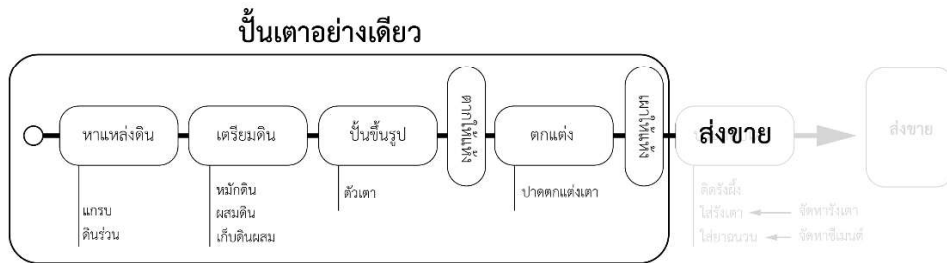 ปั้นเตาอย่างเดียว
หาแหล่งดิน
เตรียมดิน
ปั้นขึ้นรูป
ตากให้แห้ง
ตกแต่ง
เผาให้แห้ง
ส่งขาย
ส่งขาย
แกรบ
ดินร่วน
หมักดิน
ผสมดิน
เก็บดินผสม
ตัวเตา
ปาดตกแต่งเตา
ติดรังผึ้ง
ใส่รังเตา
จัดหารังเตา
ใส่ยาฉนวน
จัดหาซีเมนต์